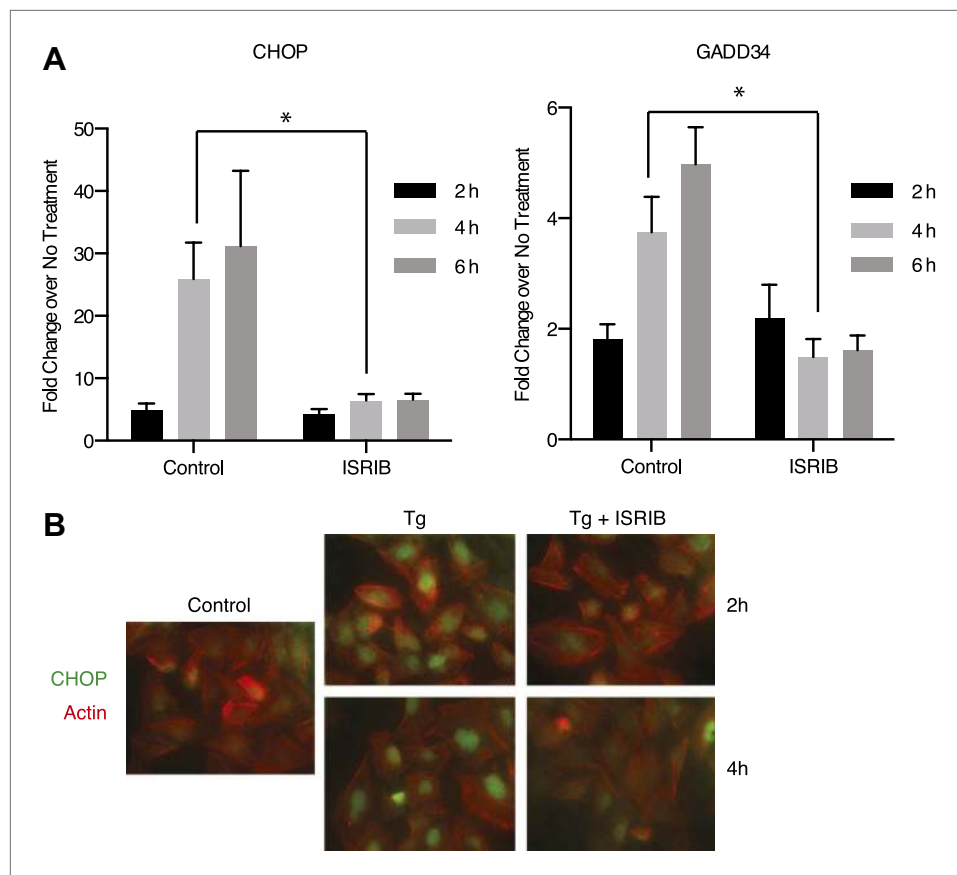 A
CHOP
GADD34
*
*
Fold Change over No Treatment
50
40
30
20
10
0
2 h
4 h
6 h
Control
ISRIB
Fold Change over No Treatment
6
4
2
0
2 h
4 h
6 h
Control
ISRIB
B
Tg
Tg + ISRIB
Control
2h
CHOP
Actin
4h